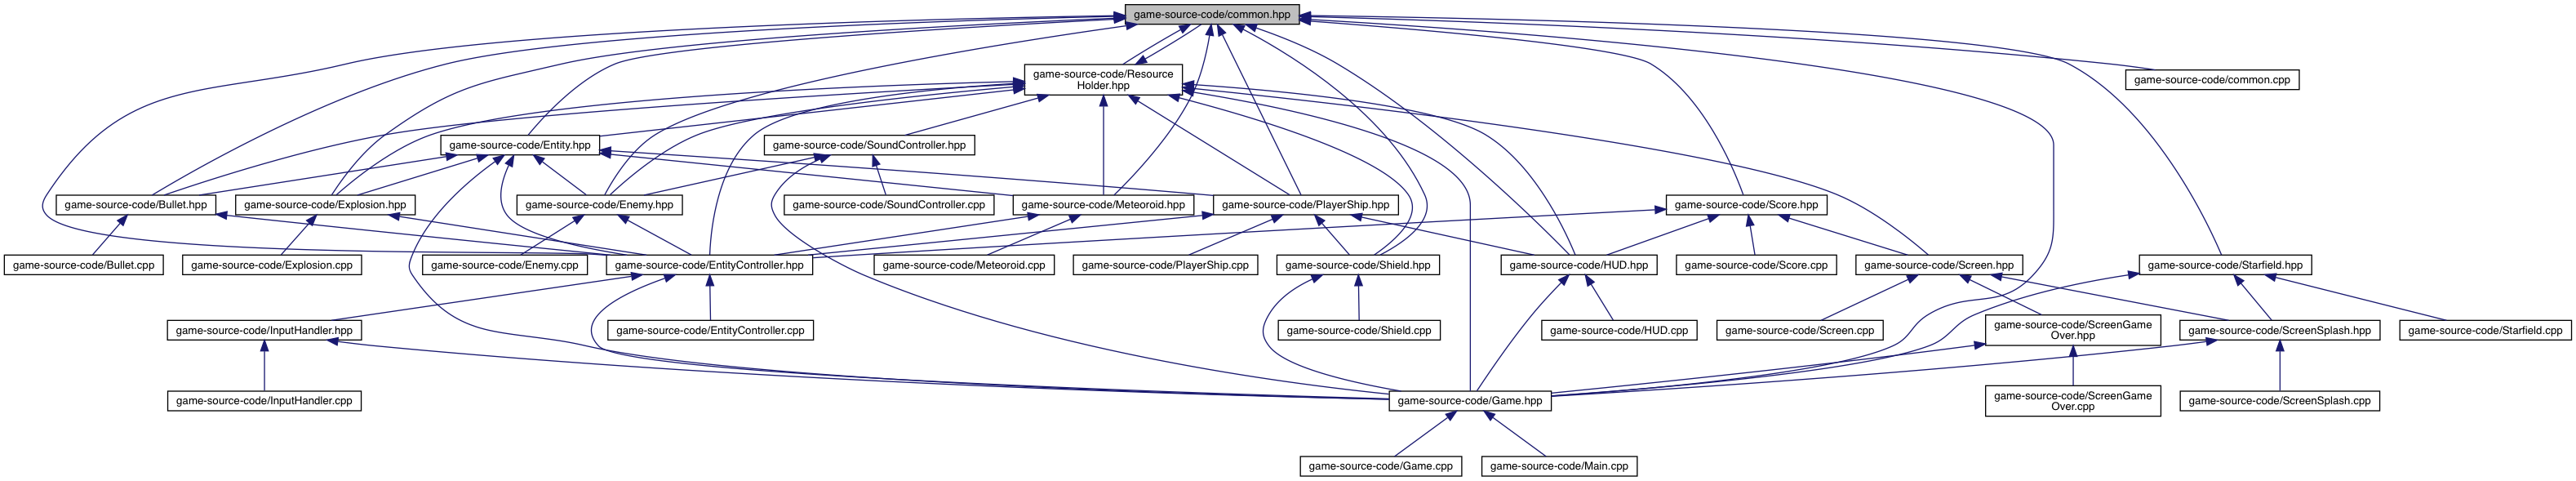 game-source-code/common.hpp
game-source-code/Resource
Holder.hpp
game-source-code/common.cpp
game-source-code/Entity.hpp
game-source-code/SoundController.hpp
game-source-code/Bullet.hpp
game-source-code/Explosion.hpp
game-source-code/Enemy.hpp
game-source-code/SoundController.cpp
game-source-code/Meteoroid.hpp
game-source-code/PlayerShip.hpp
game-source-code/Score.hpp
game-source-code/Bullet.cpp
game-source-code/Explosion.cpp
game-source-code/Enemy.cpp
game-source-code/EntityController.hpp
game-source-code/Meteoroid.cpp
game-source-code/PlayerShip.cpp
game-source-code/Shield.hpp
game-source-code/HUD.hpp
game-source-code/Score.cpp
game-source-code/Screen.hpp
game-source-code/Starfield.hpp
game-source-code/InputHandler.hpp
game-source-code/EntityController.cpp
game-source-code/Shield.cpp
game-source-code/HUD.cpp
game-source-code/Screen.cpp
game-source-code/ScreenGame
Over.hpp
game-source-code/ScreenSplash.hpp
game-source-code/Starfield.cpp
game-source-code/InputHandler.cpp
game-source-code/Game.hpp
game-source-code/ScreenGame
Over.cpp
game-source-code/ScreenSplash.cpp
game-source-code/Game.cpp
game-source-code/Main.cpp